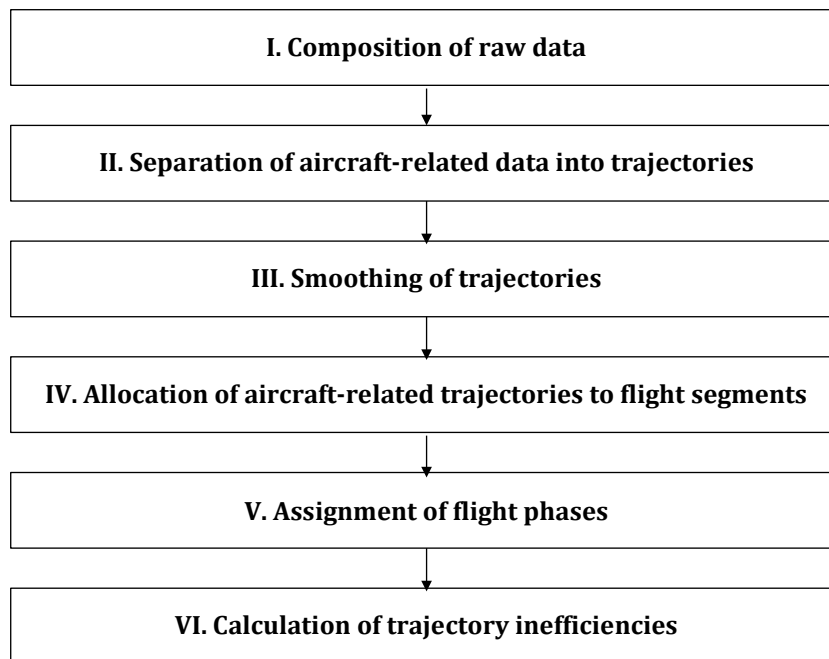 I. Composition of raw data
II. Separation of aircraft-related data into trajectories
III. Smoothing of trajectories
IV. Allocation of aircraft-related trajectories to flight segments
V. Assignment of flight phases
VI. Calculation of trajectory inefficiencies